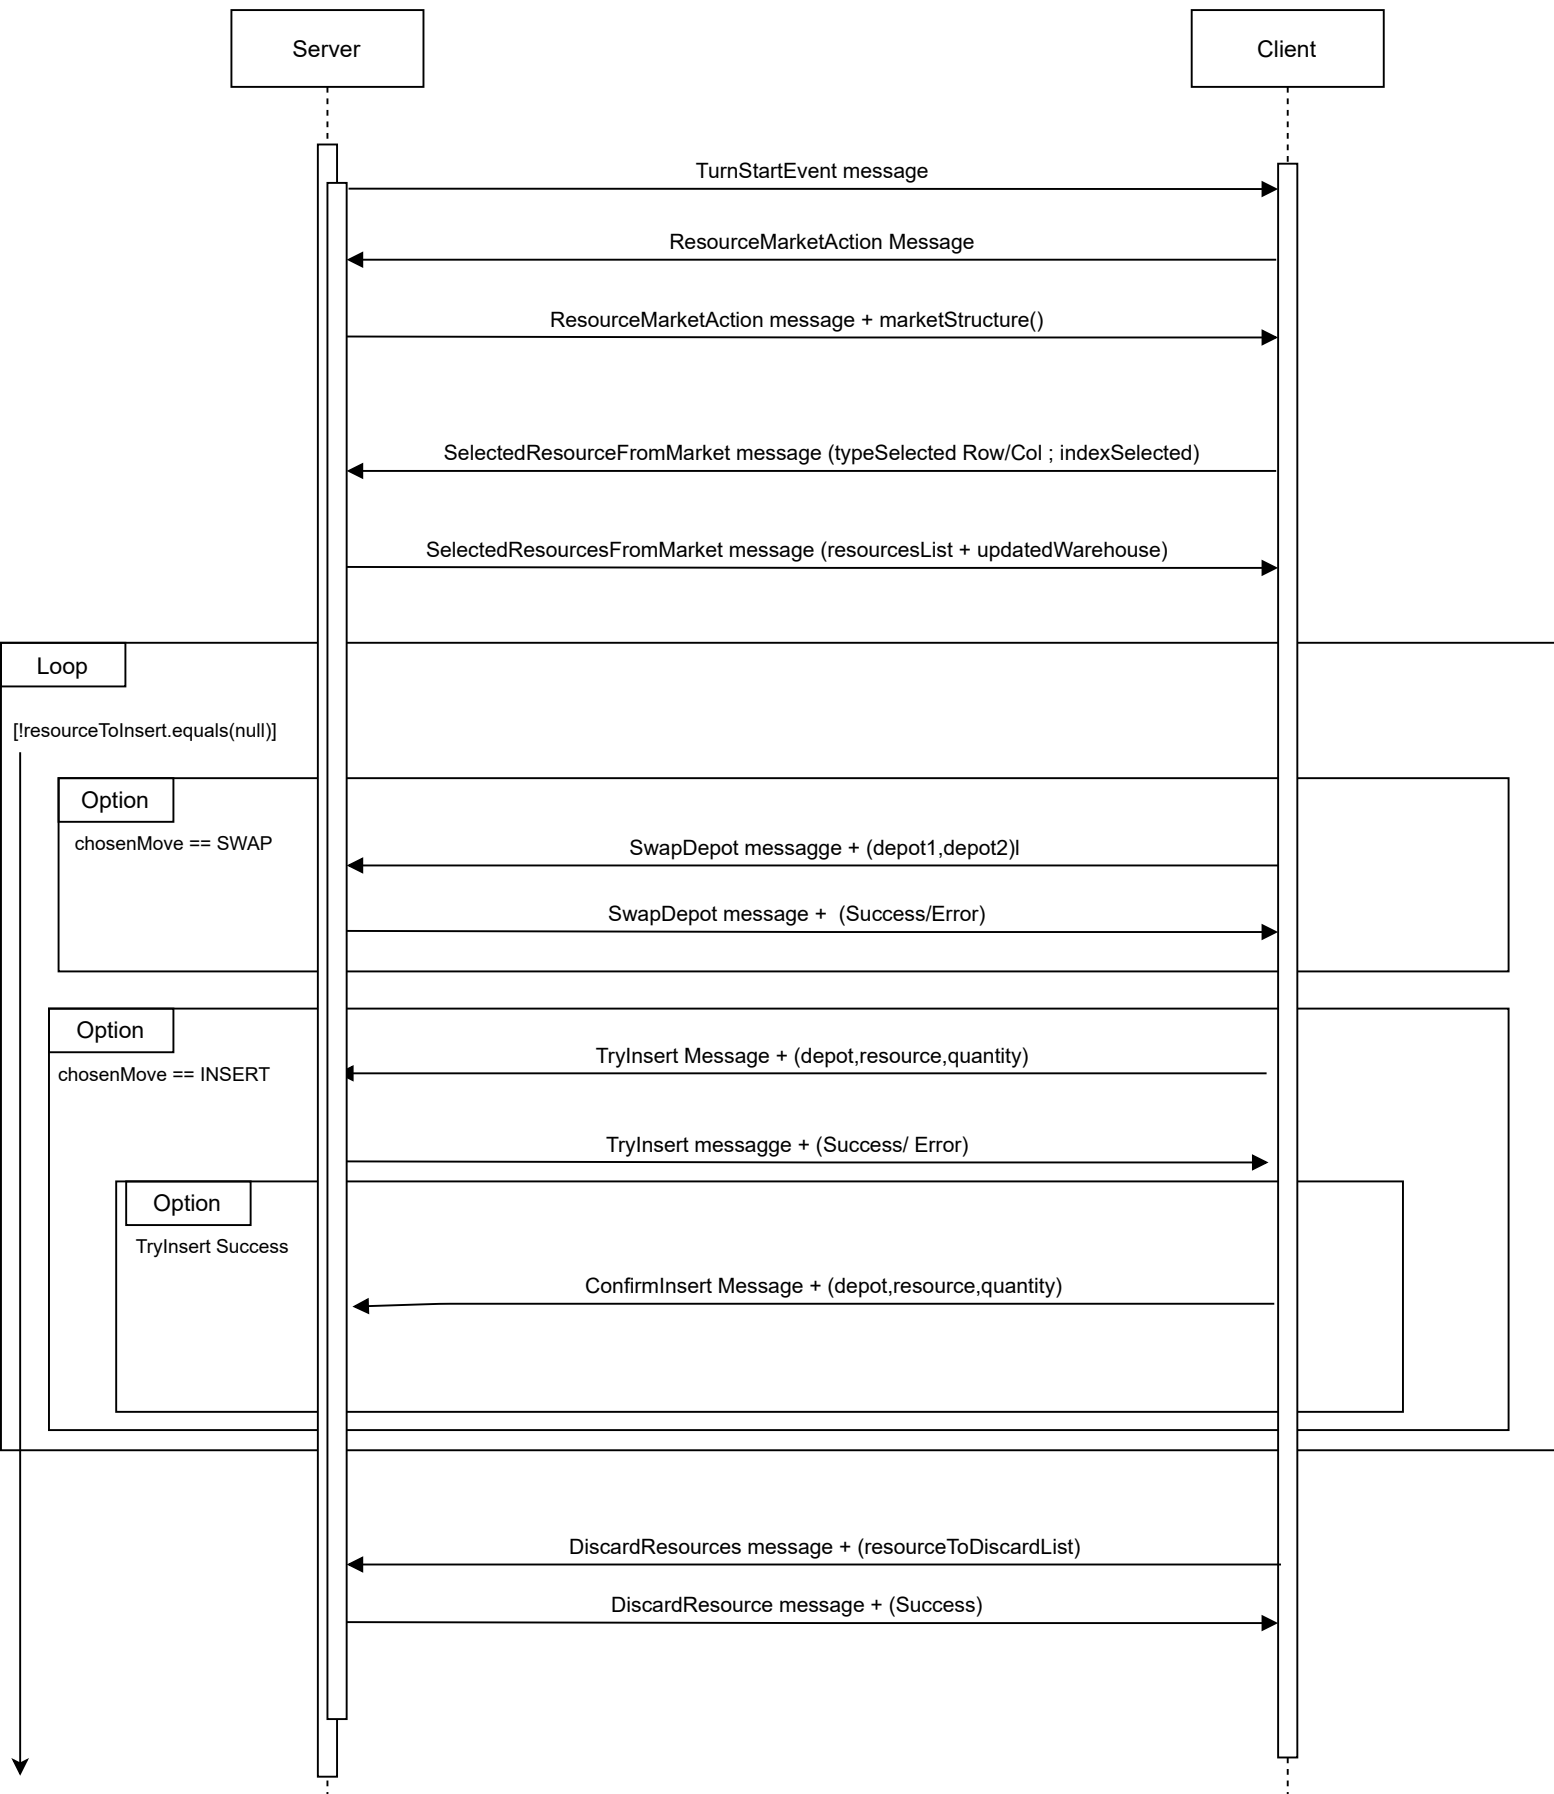 Server
Client
TurnStartEvent message
ResourceMarketAction Message
ResourceMarketAction message + marketStructure()
SelectedResourceFromMarket message (typeSelected Row/Col ; indexSelected)
SelectedResourcesFromMarket message (resourcesList + updatedWarehouse)
Loop
[!resourceToInsert.equals(null)]
Option
chosenMove == SWAP
SwapDepot messagge + (depot1,depot2)l
SwapDepot message +  (Success/Error)
Option
chosenMove == INSERT
TryInsert Message + (depot,resource,quantity)
TryInsert messagge + (Success/ Error)
Option
TryInsert Success
ConfirmInsert Message + (depot,resource,quantity)
DiscardResources message + (resourceToDiscardList)
DiscardResource message + (Success)